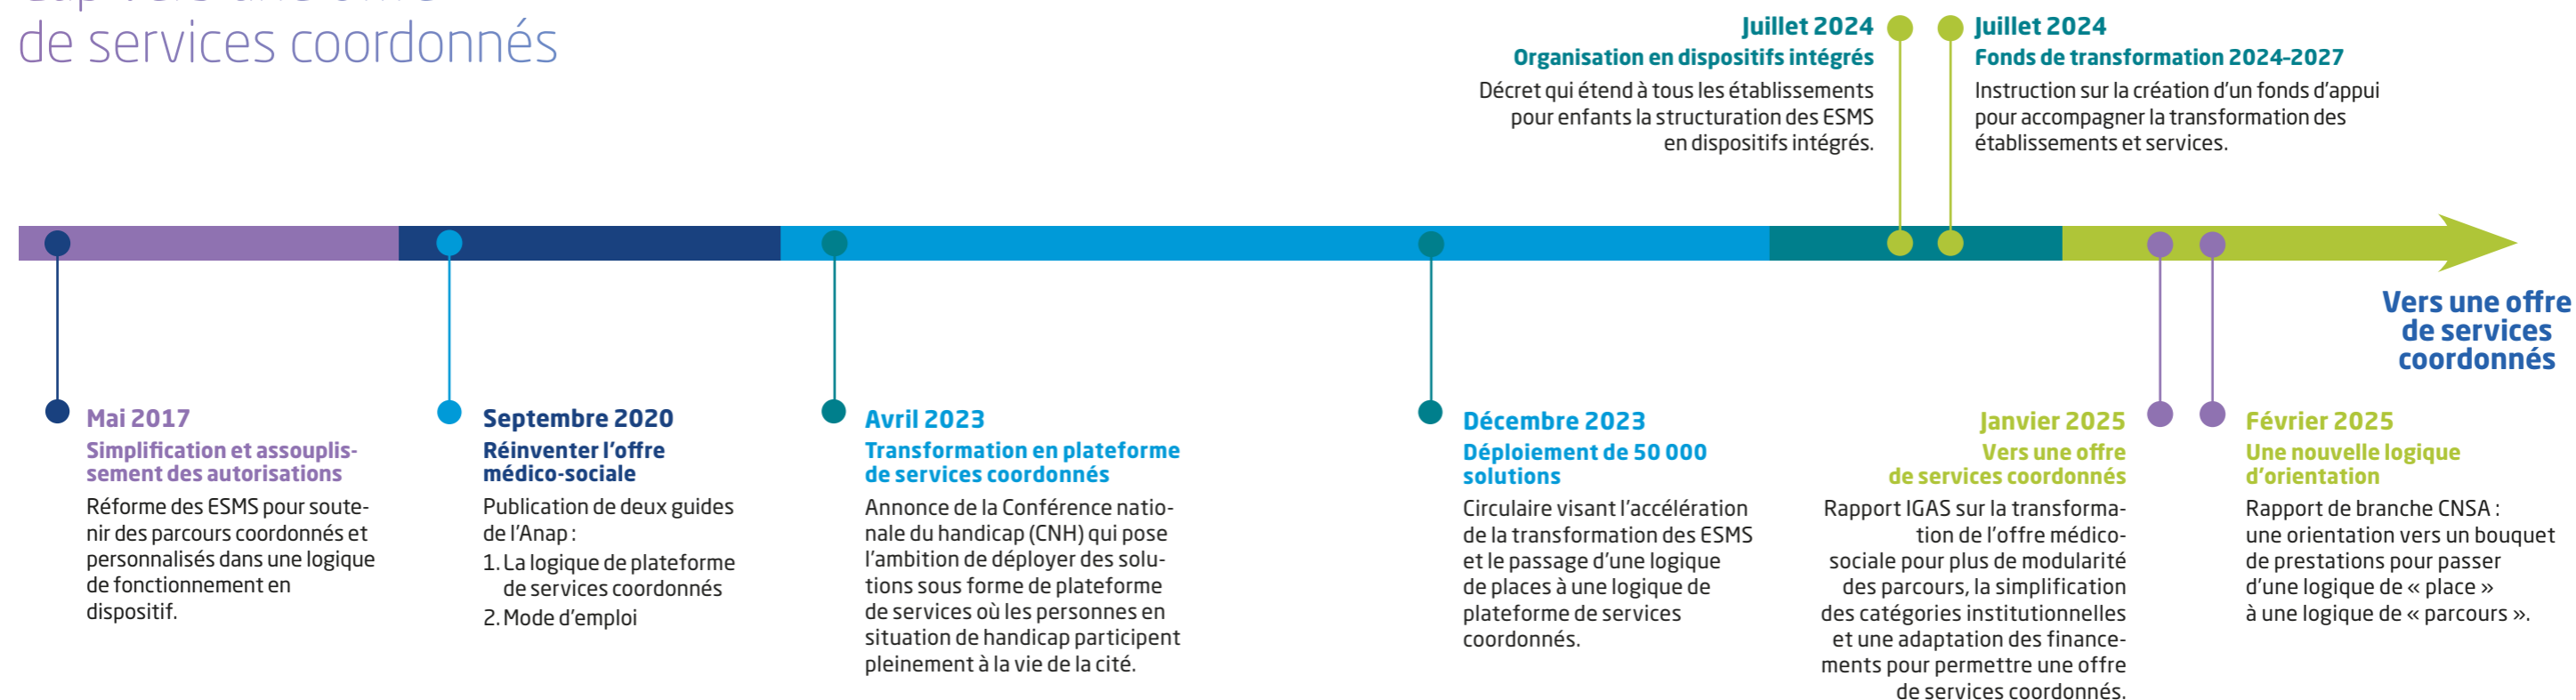 de services coordonnés
Juillet 2024
Organisation en dispositifs intégrés
Décret qui étend à tous les établissements
pour enfants la structuration des ESMS
en dispositifs intégrés.
Juillet 2024
Fonds de transformation 2024-2027
Instruction sur la création d'un fonds d'appui
pour accompagner la transformation des
établissements et services.
Vers une offre
de services
coordonnés
Mai 2017
Simplification et assouplis-
sement des autorisations
Réforme des ESMS pour soute-
nir des parcours coordonnés et
personnalisés dans une logique
de fonctionnement en
dispositif.
Septembre 2020
Réinventer l'offre
médico-sociale
Publication de deux guides
de l'Anap :
1. La logique de plateforme
de services coordonnés
2. Mode d'emploi
Avril 2023
Transformation en plateforme
de services coordonnés
Annonce de la Conférence natio-
nale du handicap (CNH) qui pose
l'ambition de déployer des solu-
tions sous forme de plateforme
de services où les personnes en
situation de handicap participent
pleinement à la vie de la cité.
Décembre 2023
Déploiement de 50 000
solutions
Circulaire visant l'accélération
de la transformation des ESMS
et le passage d'une logique
de places à une logique de
plateforme de services
coordonnés.
Janvier 2025
Vers une offre
de services coordonnés
Rapport IGAS sur la transforma-
tion de l'offre médico-
sociale pour plus de modularité
des parcours, la simplification
des catégories institutionnelles
et une adaptation des finance-
ments pour permettre une offre
de services coordonnés.
Février 2025
Une nouvelle logique
d'orientation
Rapport de branche CNSA :
une orientation vers un bouquet
de prestations pour passer
d'une logique de « place »
à une logique de « parcours ».